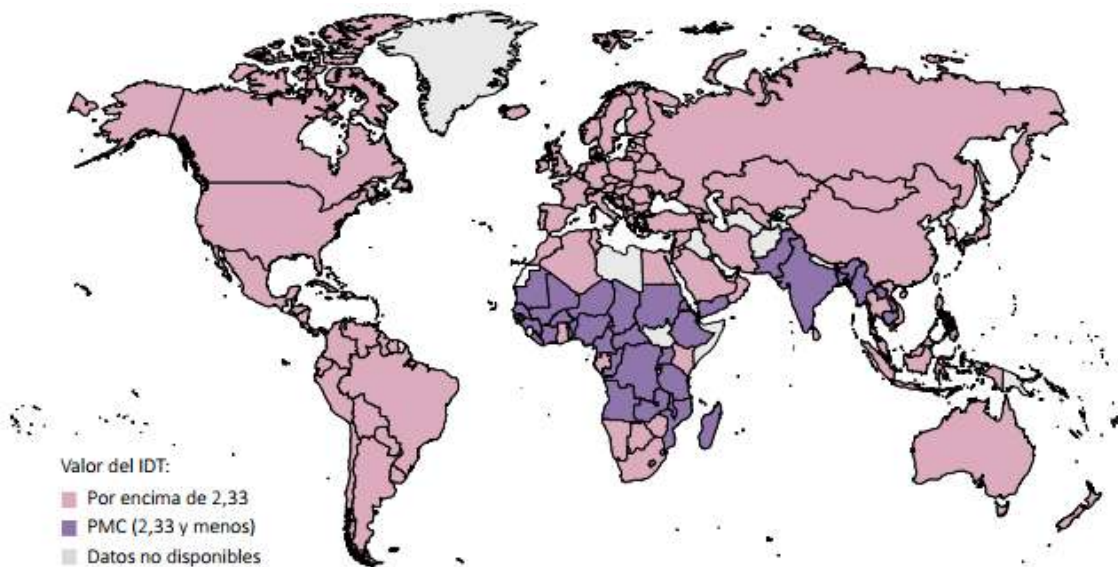 Valor del IDT:
Por encima de 2,33
PMC (2,33 y menos)
Datos no disponibles